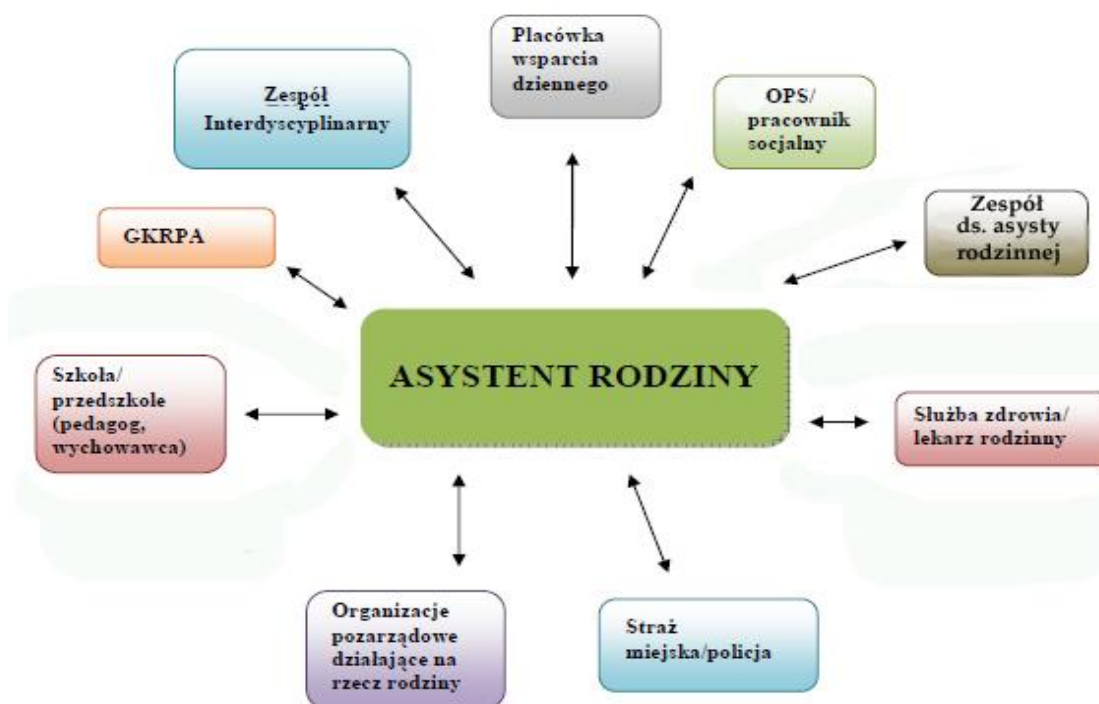 Placówka
wsparcia
dziennego
Zespół
Interdyscyplinarny
OPS/
pracownik
socjalny
Zespół
ds. asysty
rodzinnej
GKRPA
ASYSTENT RODZINY
Szkoła/
przedszkole
(pedagog,
wychowawca)
Służba zdrowia/
lekarz rodzinny
Organizacje
pozarządowe
działające na
rzecz rodziny
Straż
miejska/policja